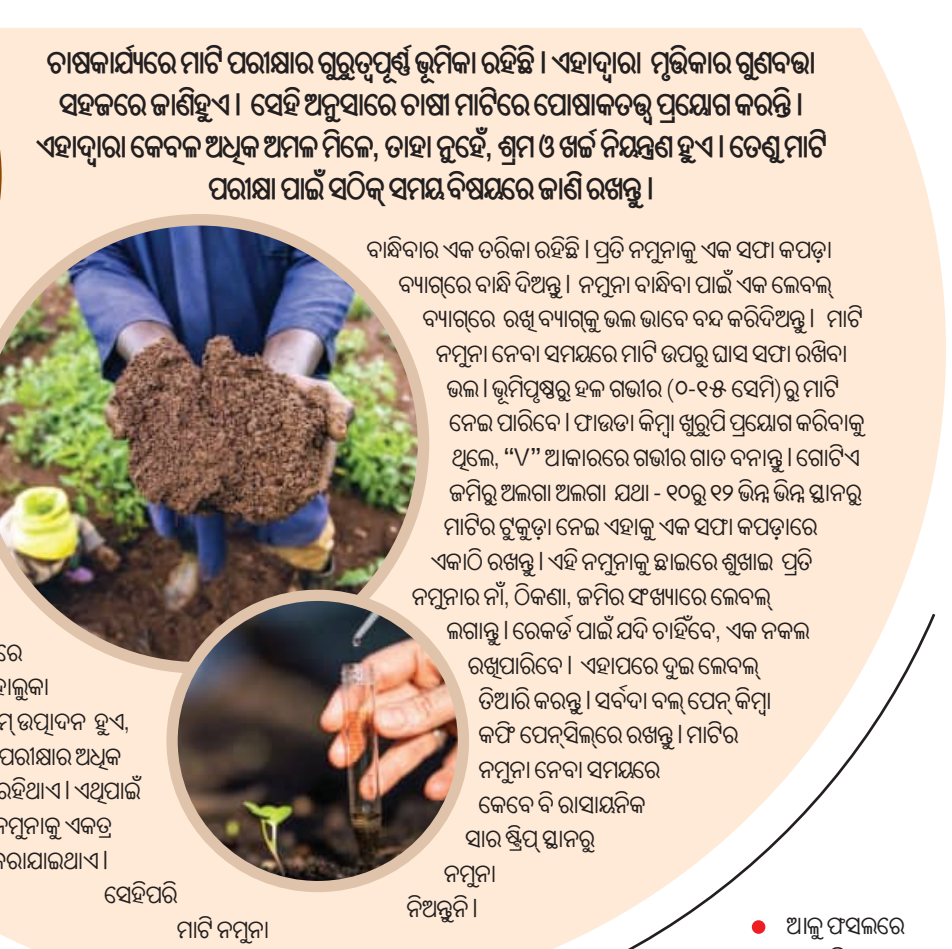 ଚାଷକାର୍ଯ୍ୟରେ ମାଟି ପରୀକ୍ଷାର ଗୁରୁତ୍ୱପୂର୍ଣ୍ଣ ଭୂମିକା ରହିଛି । ଏହାଦ୍ୱାରା ମୃତ୍ତିକାର ଗୁଣବତ୍ତା
ସହଜରେ ଜାଣିହୁଏ । ସେହି ଅନୁସାରେ ଚାଷୀ ମାଟିରେ ପୋଷାକତତ୍ତ୍ୱ ପ୍ରୟୋଗ କରନ୍ତି ।
ଏହାଦ୍ୱାରା କେବଳ ଅଧିକ ଅମଳ ମିଳେ, ତାହା ନୁହେଁ, ଶ୍ରମ ଓ ଖର୍ଚ୍ଚ ନିୟନ୍ତ୍ରଣ ହୁଏ । ତେଣୁ ମାଟି
ପରୀକ୍ଷା ପାଇଁ ସଠିକ୍ ସମୟ ବିଷୟରେ ଜାଣି ରଖନ୍ତୁ ।
ରେ
ହାଲୁକା
ମ୍ ଉତ୍ପାଦନ ହୁଏ,
ପରୀକ୍ଷାର ଅଧିକ
ରହିଥାଏ । ଏଥିପାଇଁ
ନମୁନାକୁ ଏକତ୍ର
କରାଯାଇଥାଏ ।
ସେହିପରି
ମାଟି ନମୁନା
ବାନ୍ଧିବାର ଏକ ତରିକା ରହିଛି । ପ୍ରତି ନମୁନାକୁ ଏକ ସଫା କପଡ଼ା
ବ୍ୟାଗ୍‌ରେ ବାନ୍ଧି ଦିଅନ୍ତୁ । ନମୁନା ବାନ୍ଧିବା ପାଇଁ ଏକ ଲେବଲ୍
ବ୍ୟାଗ୍‌ରେ ରଖି ବ୍ୟାଗ୍‌କୁ ଭଲ ଭାବେ ବନ୍ଦ କରିଦିଅନ୍ତୁ । ମାଟି
ନମୁନା ନେବା ସମୟରେ ମାଟି ଉପରୁ ଘାସ ସଫା ରଖିବା
ଭଲ । ଭୂମିପୃଷ୍ଠରୁ ହଳ ଗଭୀର (୦-୧୫ ସେମି) ରୁ ମାଟି
ନେଇ ପାରିବେ । ଫାଉଡା କିମ୍ବା ଖୁରୁପି ପ୍ରୟୋଗ କରିବାକୁ
ଥିଲେ, “V” ଆକାରରେ ଗଭୀର ଗାତ ବନାନ୍ତୁ । ଗୋଟିଏ
ଜମିରୁ ଅଲଗା ଅଲଗା ଯଥା - ୧୦ରୁ ୧୨ ଭିନ୍ନ ଭିନ୍ନ ସ୍ଥାନରୁ
ମାଟିର ଟୁକୁଡ଼ା ନେଇ ଏହାକୁ ଏକ ସଫା କପଡ଼ାରେ
ଏକାଠି ରଖନ୍ତୁ । ଏହି ନମୁନାକୁ ଛାଇରେ ଶୁଖାଇ ପ୍ରତି
ନମୁନାର ନାଁ, ଠିକଣା, ଜମିର ସଂଖ୍ୟାରେ ଲେବଲ୍
ଲଗାନ୍ତୁ । ରେକର୍ଡ ପାଇଁ ଯଦି ଚାହିଁବେ, ଏକ ନକଲ
ରଖିପାରିବେ । ଏହାପରେ ଦୁଇ ଲେବଲ୍
ତିଆରି କରନ୍ତୁ । ସର୍ବଦା ବଲ୍ ପେନ୍ କିମ୍ବା
କଫି ପେନ୍‌ସିଲ୍‌ରେ ରଖନ୍ତୁ । ମାଟିର
ନମୁନା ନେବା ସମୟରେ
କେବେ ବି ରାସାୟନିକ
ସାର ଷ୍ଟ୍ରିପ୍ ସ୍ଥାନରୁ
ନମୁନା
ନିଅନ୍ତୁନି ।
● ଆଳୁ ଫସଲରେ